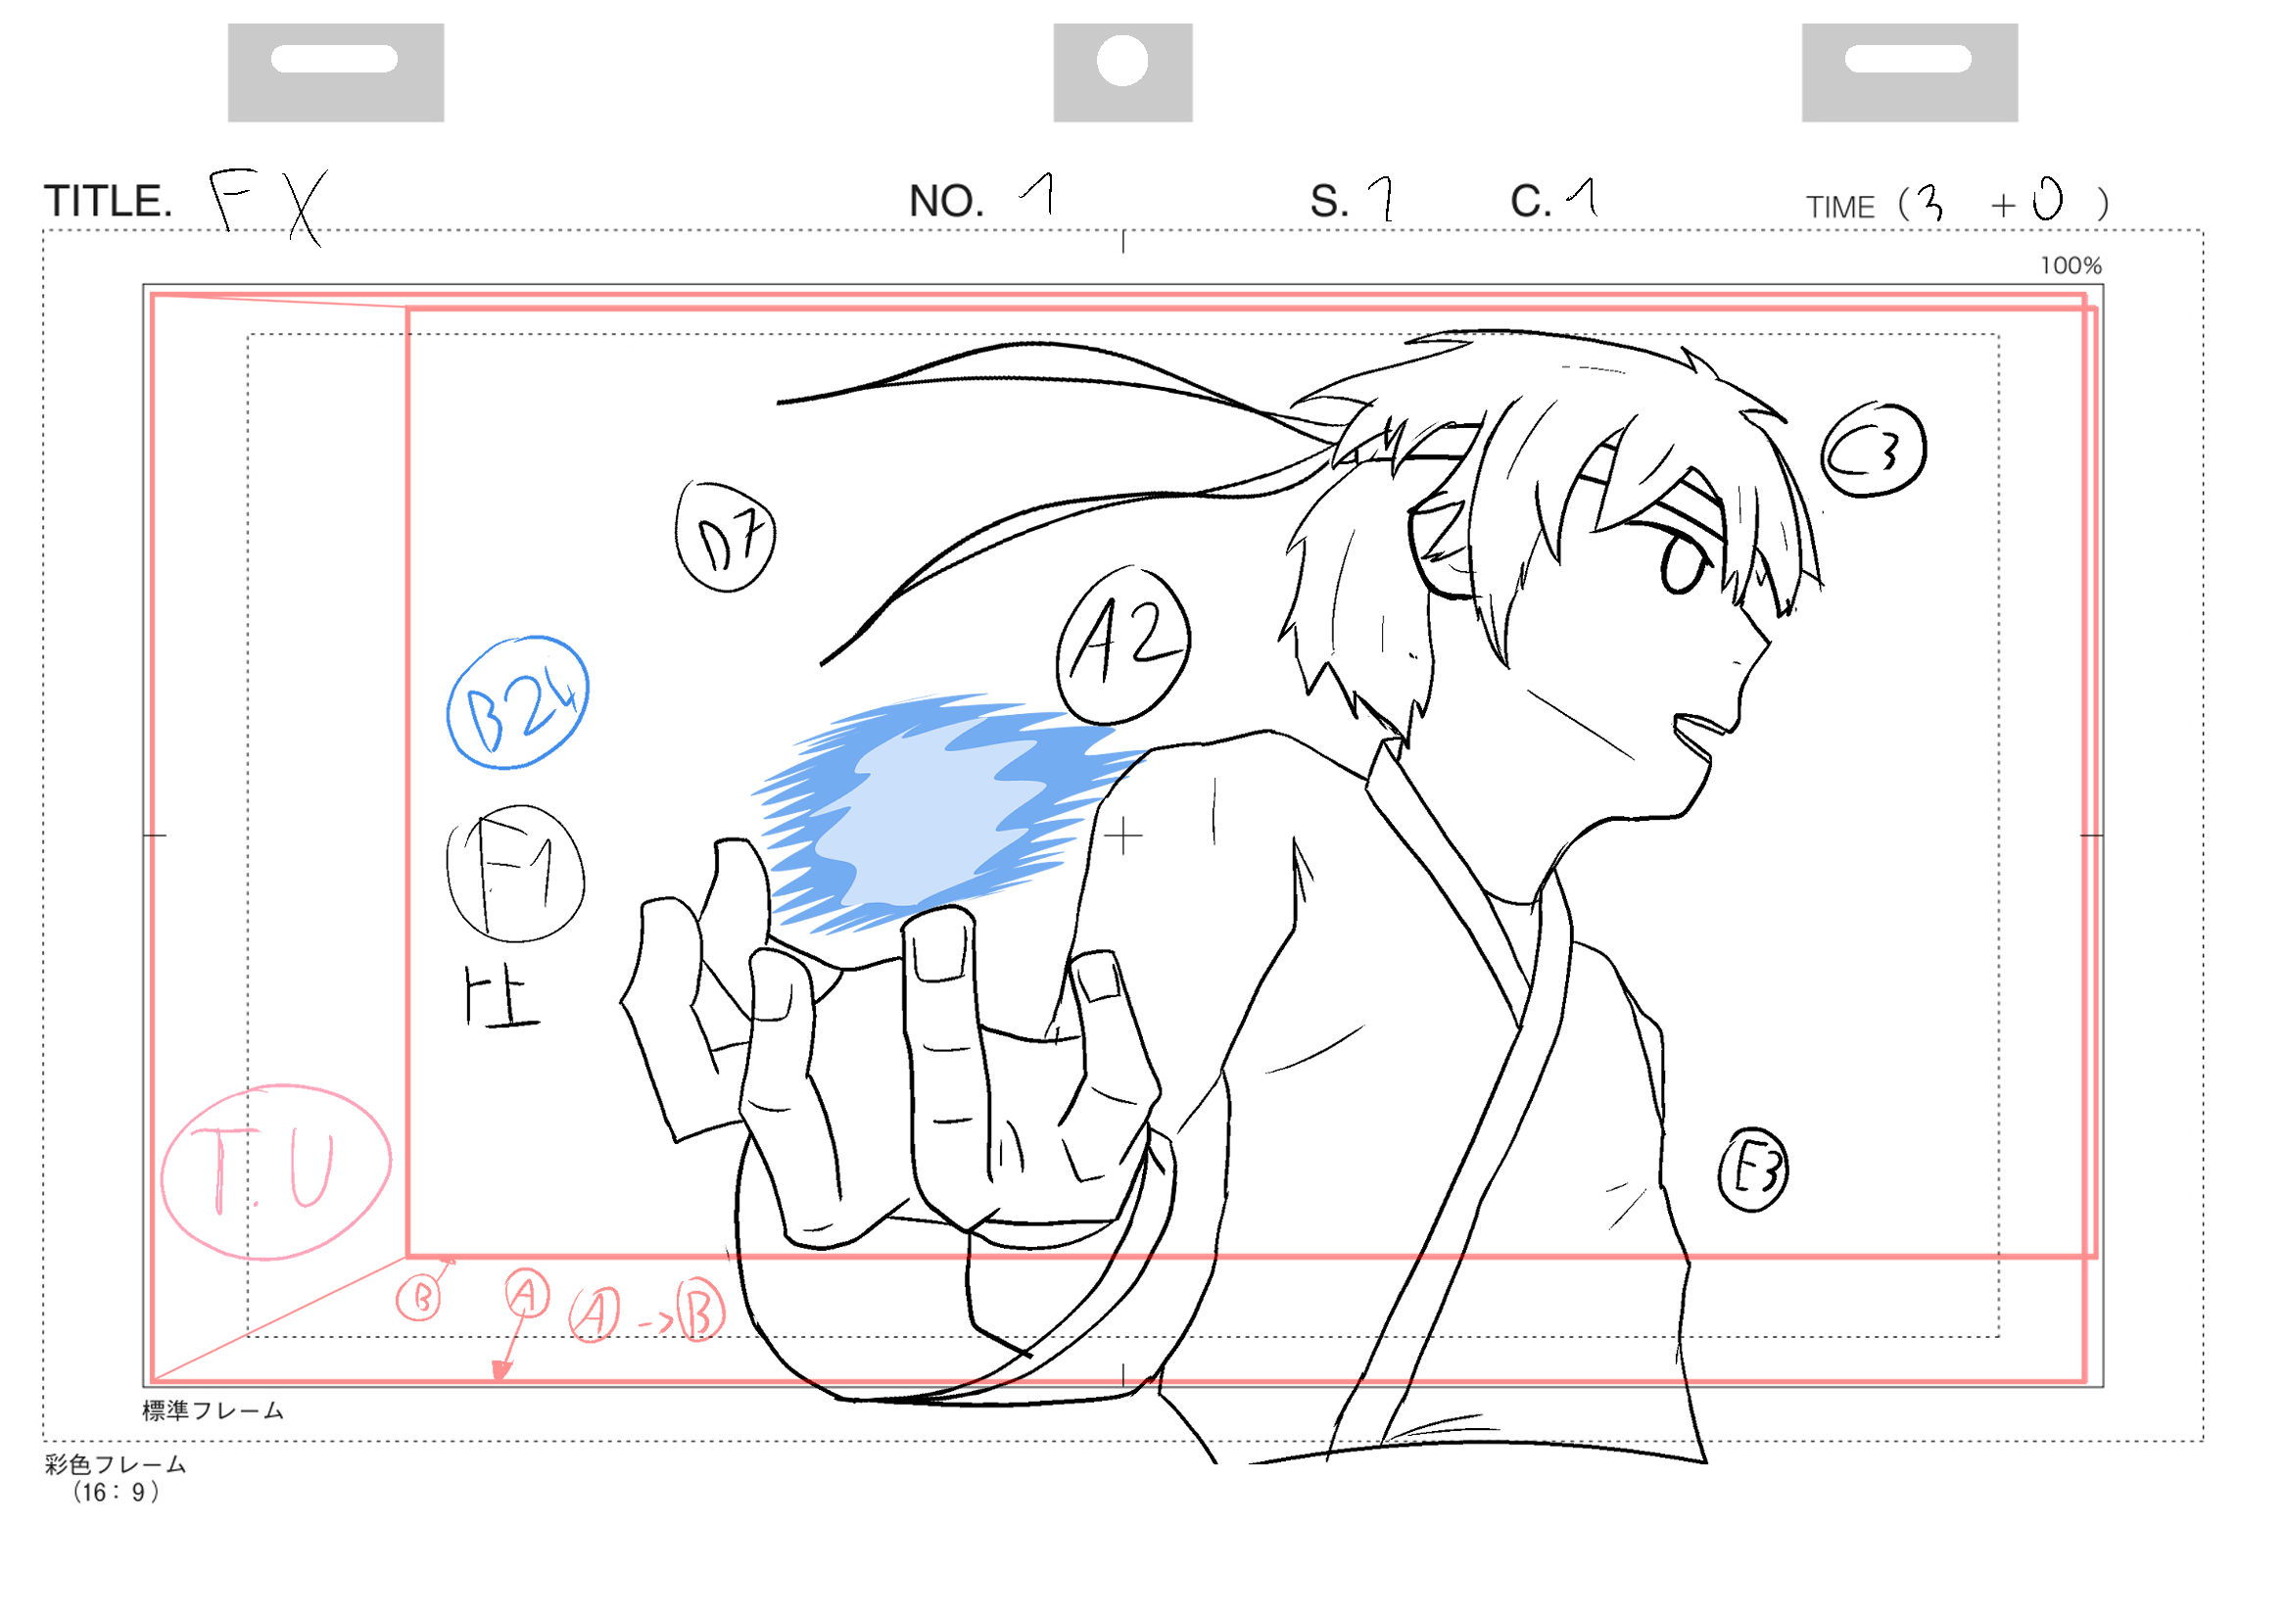 TITLE. FX NO. 1 S. 1 C. 1 TIME (3 + 0)
100%
C3
D7
A2
B24
F1
仕
T.U
E3
B A A -> B
標準フレーム
彩色フレーム
(16:9)